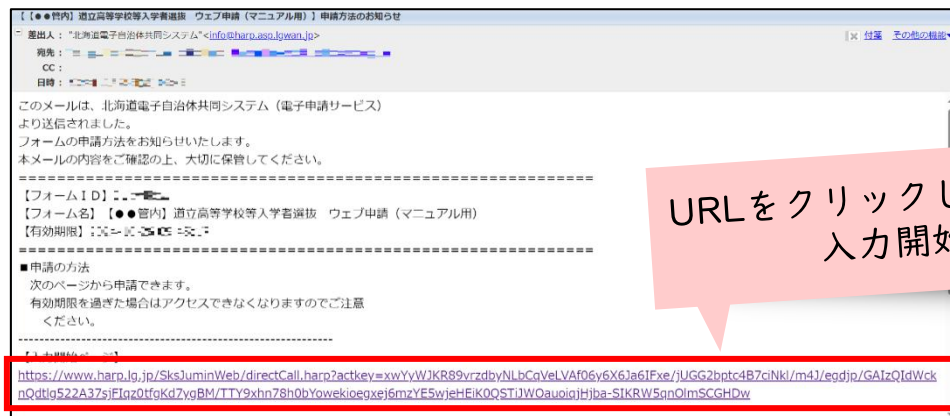 【【●●管内】道立高等学校等入学者選抜　ウェブ申請（マニュアル用）】申請方法のお知らせ
差出人： "北海道電子自治体共同システム"<info@harp.asp.lgwan.jp>
付箋　その他の機能
宛先：
CC：
日時：
このメールは、北海道電子自治体共同システム（電子申請サービス）
より送信されました。
フォームの申請方法をお知らせいたします。
本メールの内容をご確認の上、大切に保管してください。
【フォームＩＤ】
【フォーム名】【●●管内】道立高等学校等入学者選抜　ウェブ申請（マニュアル用）
【有効期限】
URLをクリック
入力開
■申請の方法
次のページから申請できます。
有効期限を過ぎた場合はアクセスできなくなりますのでご注意
ください。
【入力開始ページ】
https://www.harp.lg.jp/SksJuminWeb/directCall.harp?actkey=xwYyWJKR89vrzdbyNLbCqVeLVAf06y6X6Ja6IFxe/jUGG2bptc4B7ciNkl/m4J/egdjp/GAIzQIdWck
nQdtlg522A37sjFIqz0tfgKd7ygBM/TTY9xhn78h0bYowekioegxej6mzYE5wjeHEiK0QSTiJWOauoiqjHjba-SIKRW5qnOlmSCGHDw